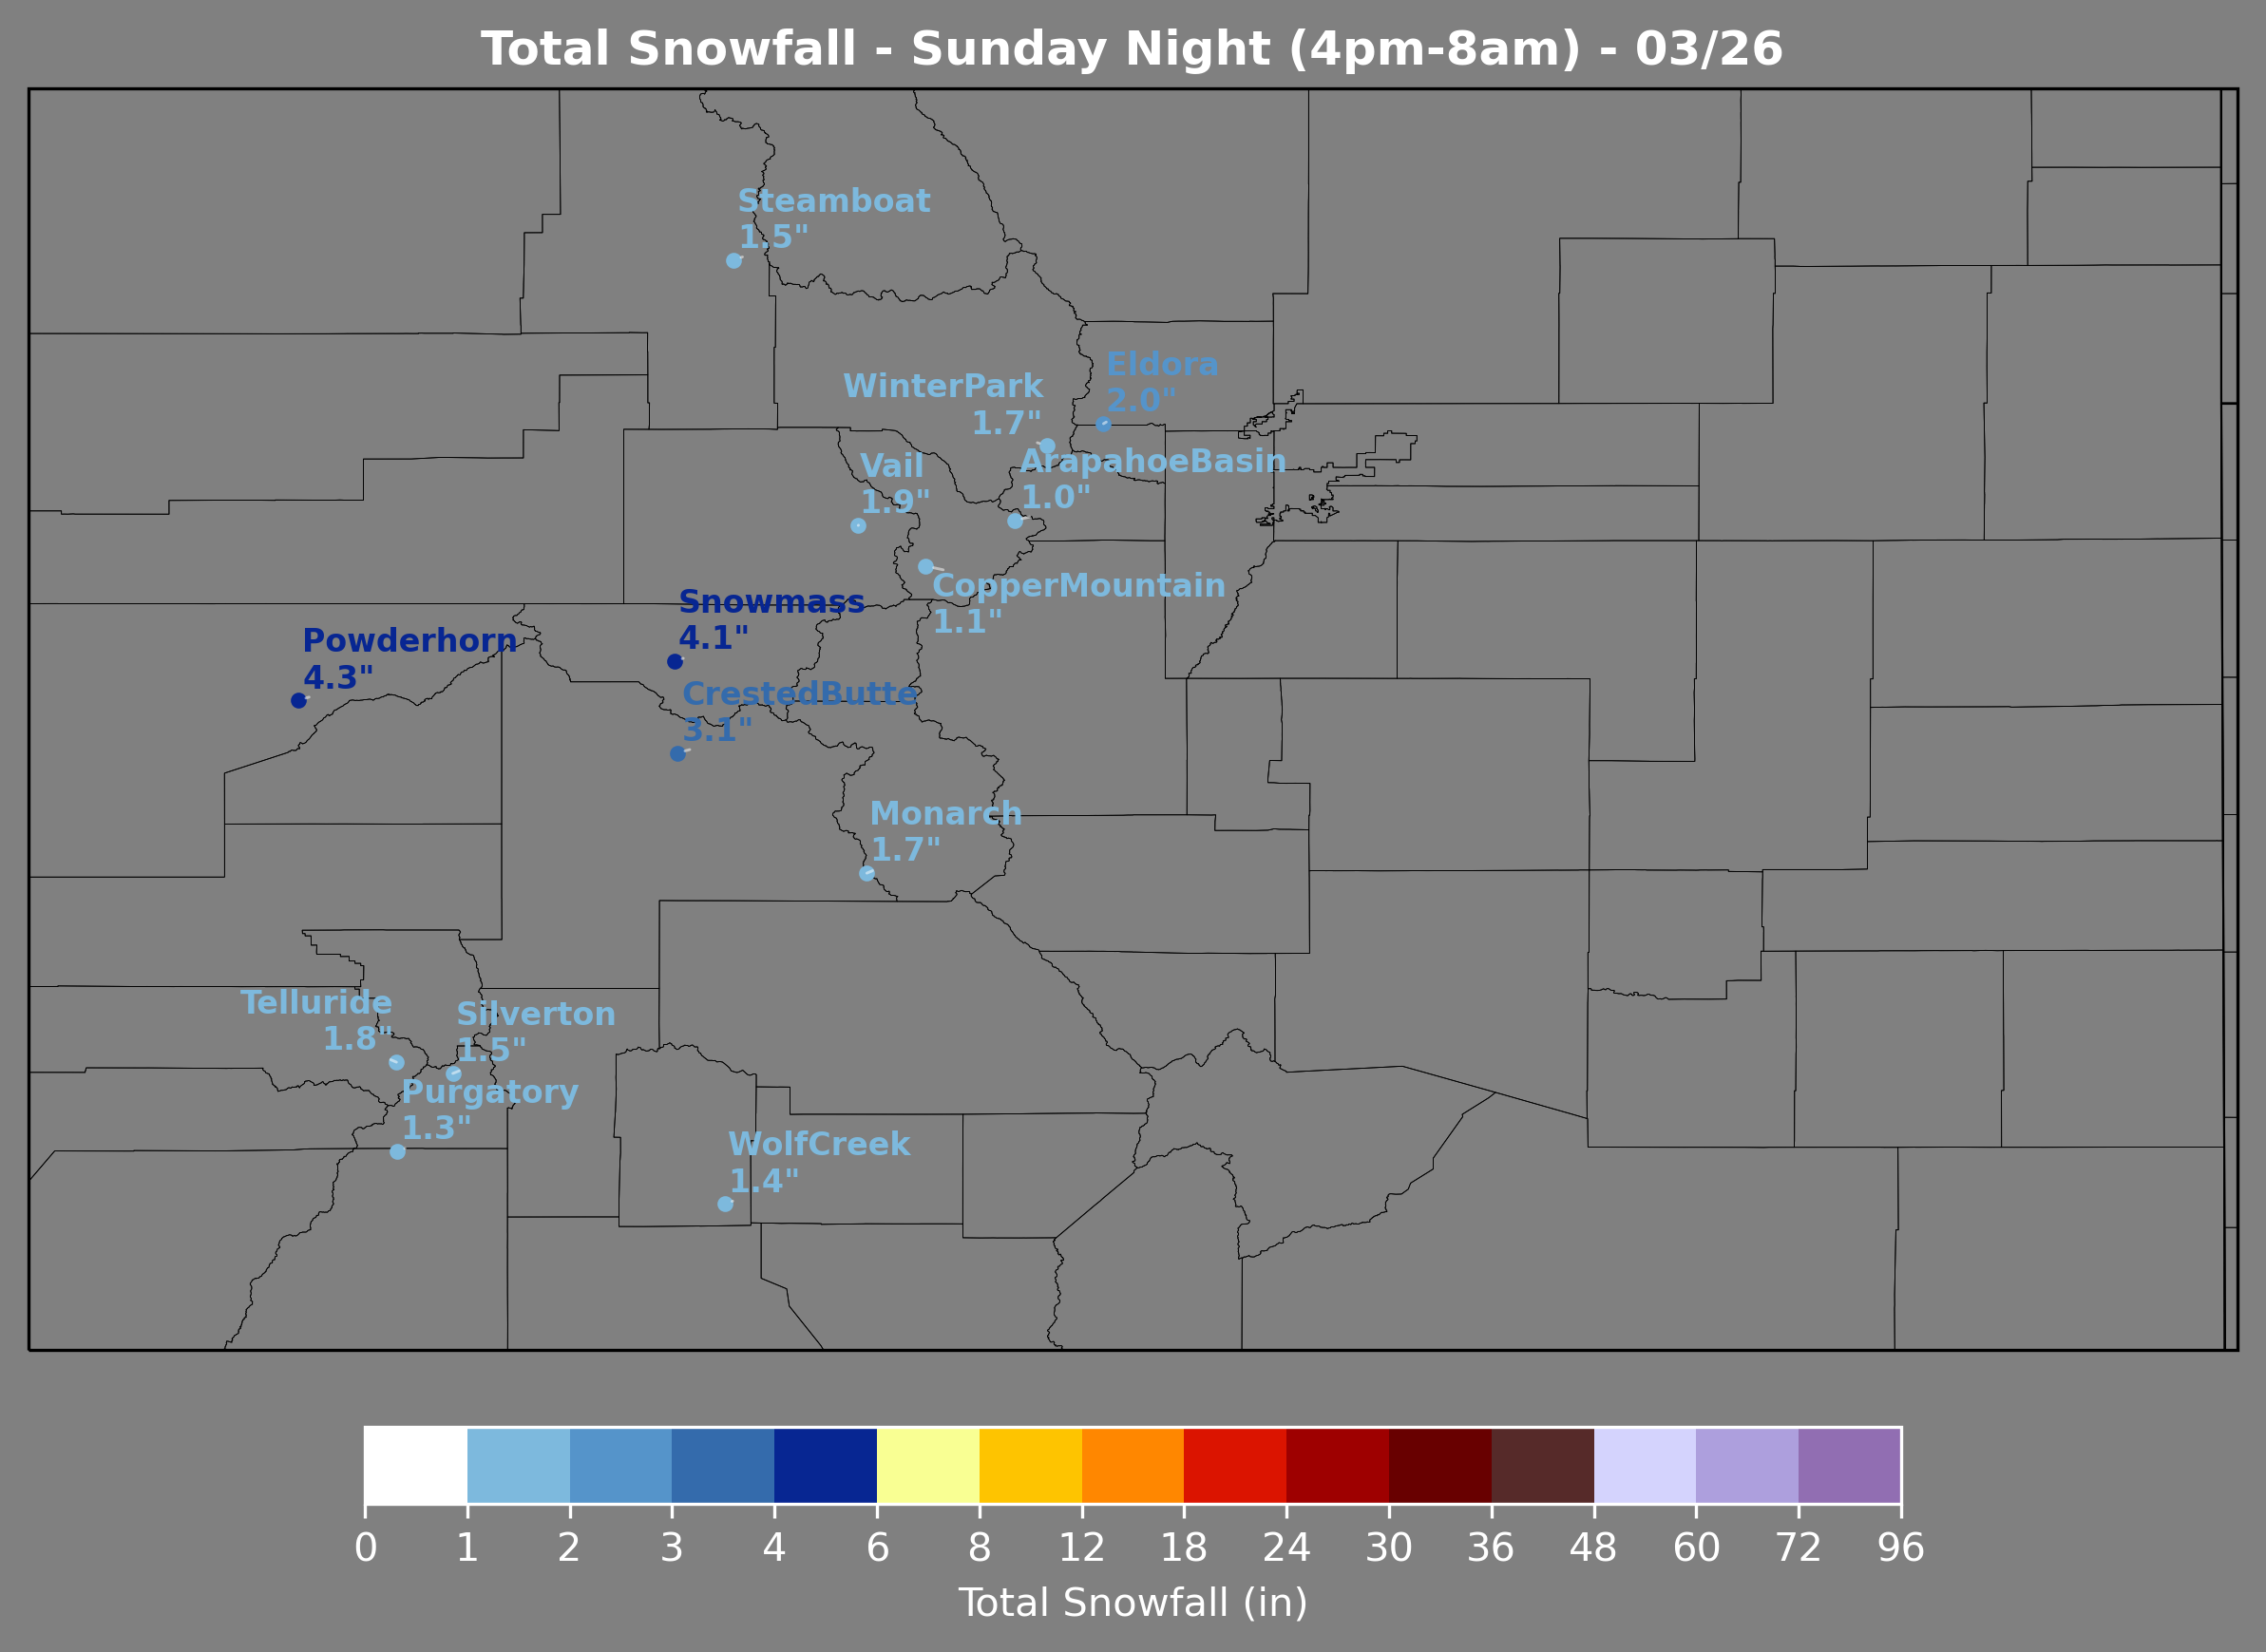 Total Snowfall - Sunday Night (4pm-8am) - 03/26
Steamboat
1.5"
Eldora
2.0"
WinterPark
1.7"
Vail
1.9"
ArapahoeBasin
1.0"
CopperMountain
1.1"
Snowmass
4.1"
Powderhorn
4.3"
CrestedButte
3.1"
Monarch
1.7"
Telluride
1.8"
Silverton
1.5"
Purgatory
1.3"
WolfCreek
1.4"
0 1 2 3 4 6 8 12 18 24 30 36 48 60 72 96
Total Snowfall (in)